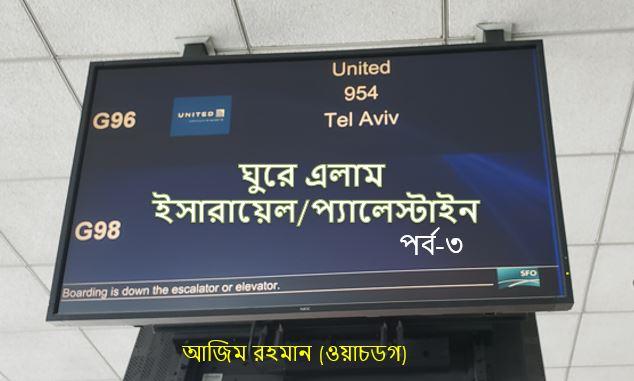 United
954
Tel Aviv
G96
UNITED
ঘুরে এলাম
ইসারায়েল/প্যালেস্টাইন
পর্ব-৩
G98
SFO
Boarding is down the escalator or elevator.
NEC
আজিম রহমান (ওয়াচডগ)